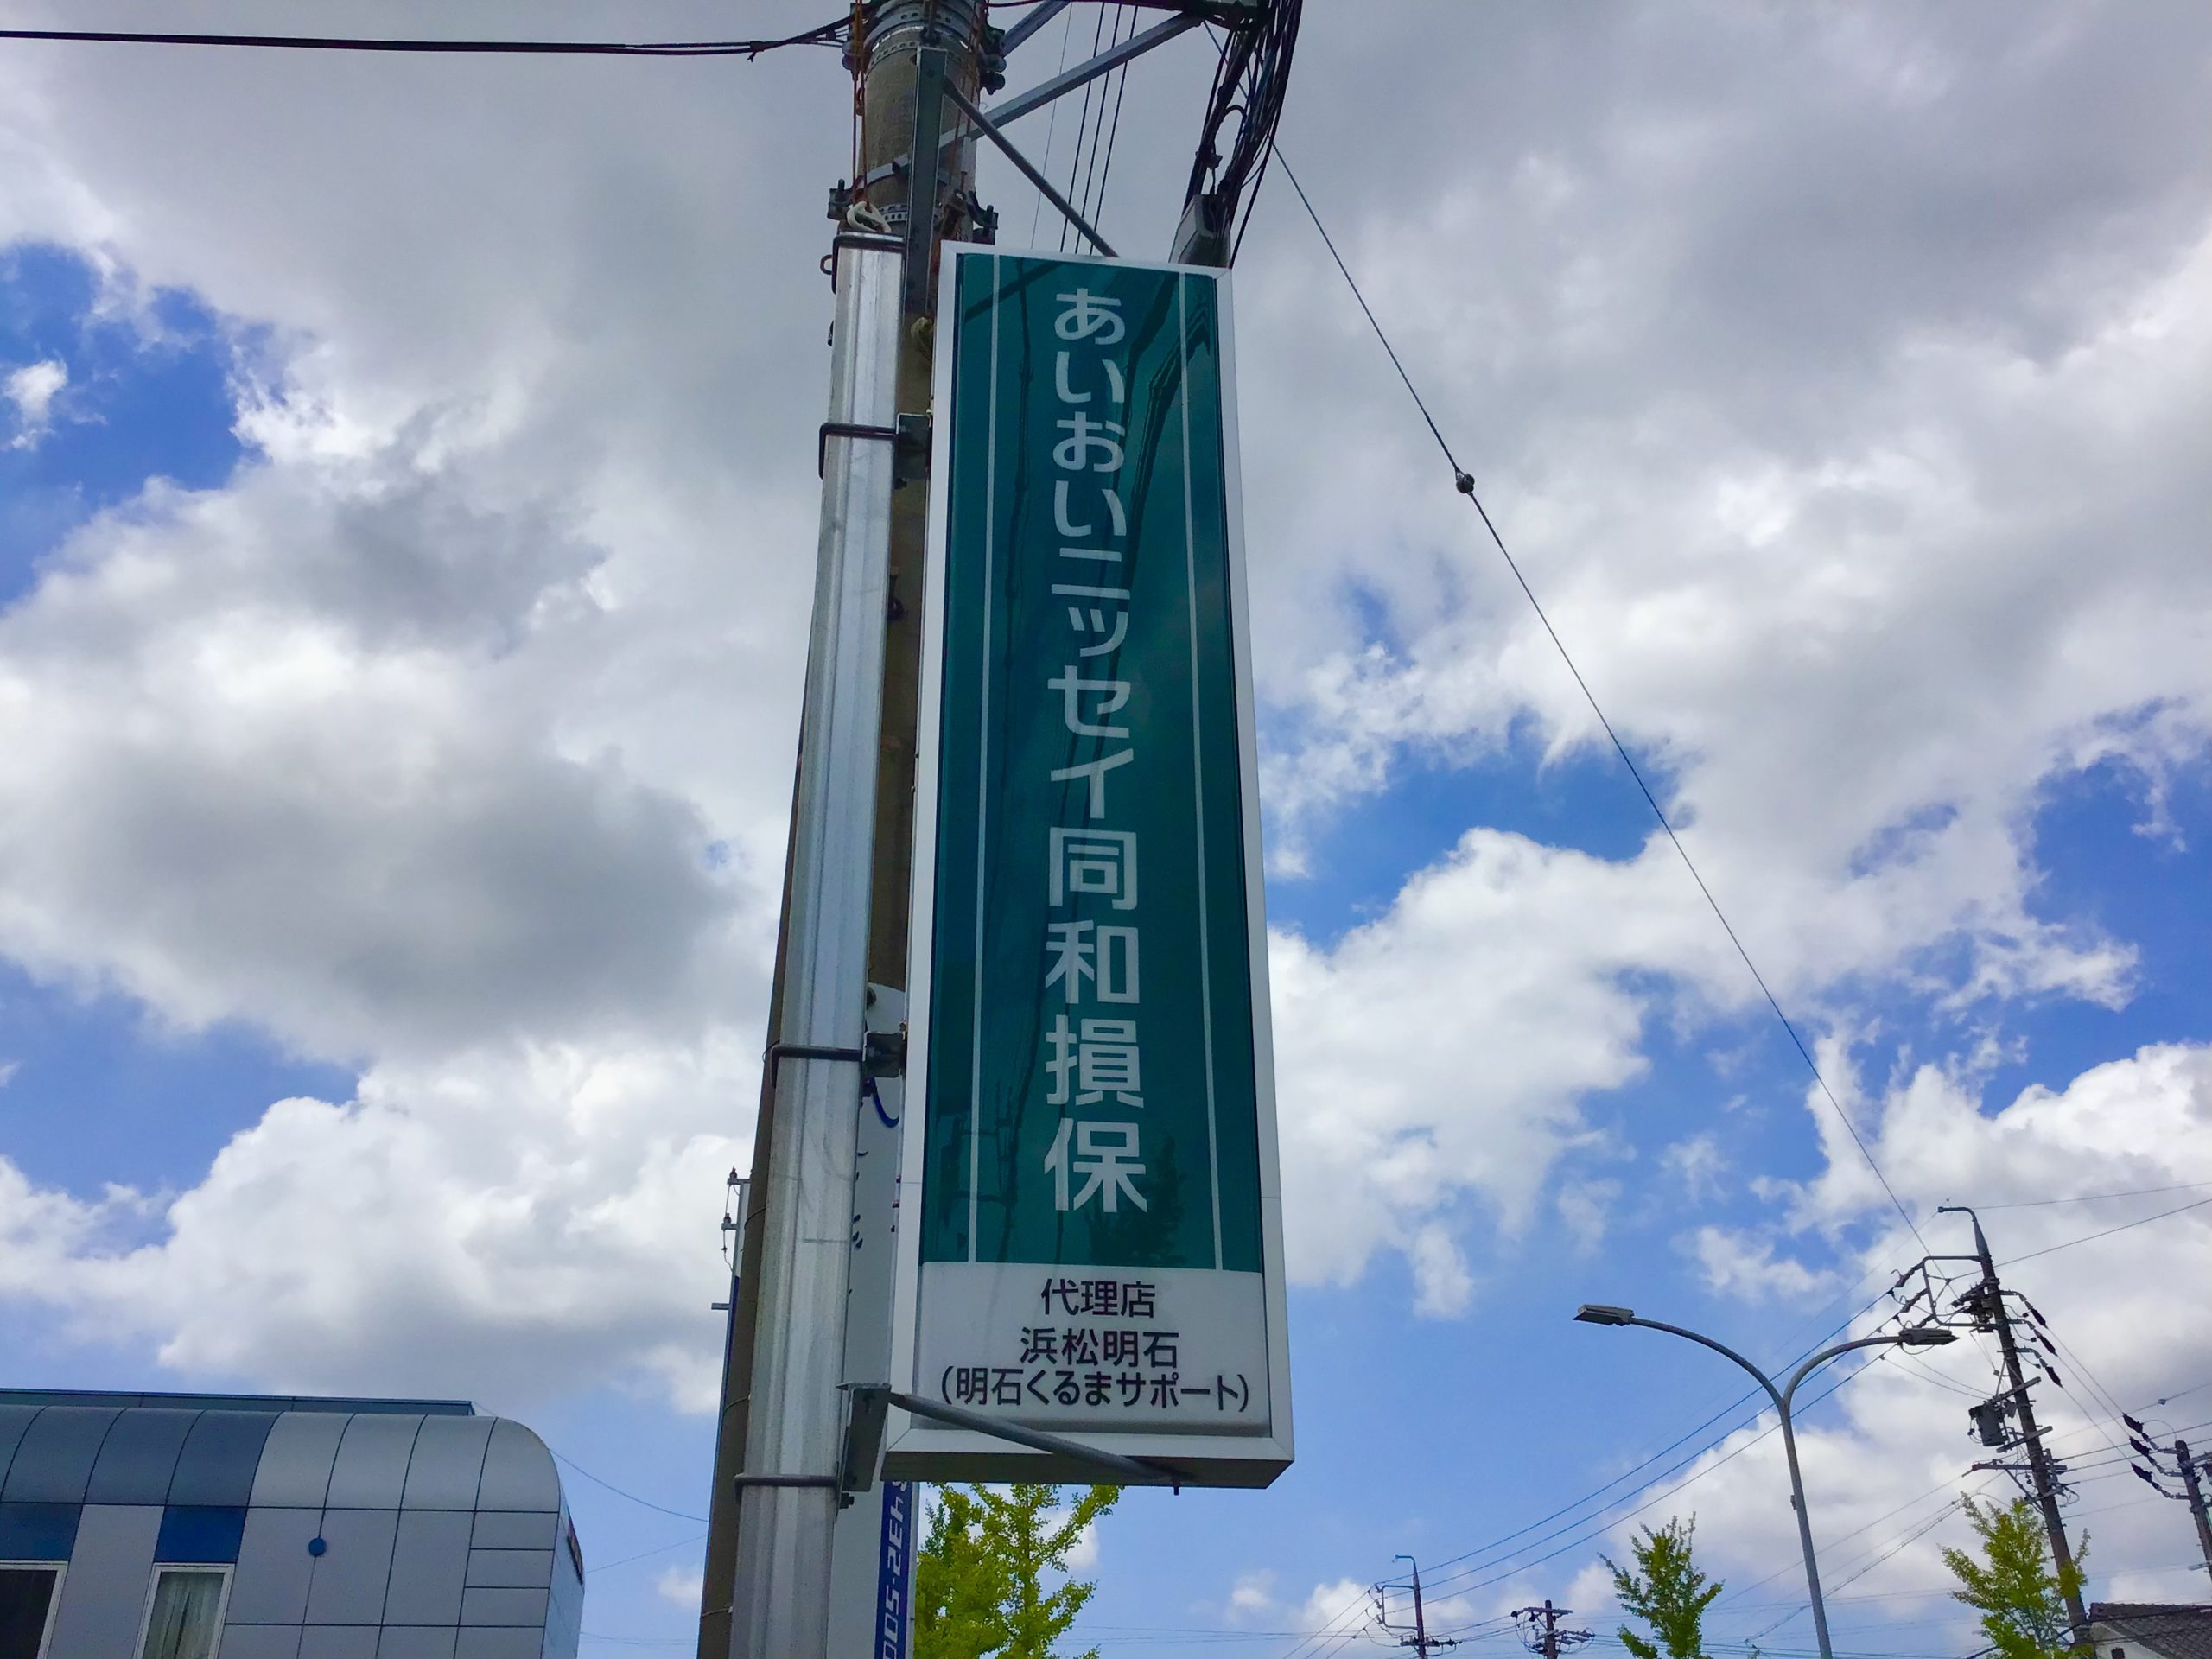 あいおいニッセイ同和損保
代理店
浜松明石
(明石くるまサポート)